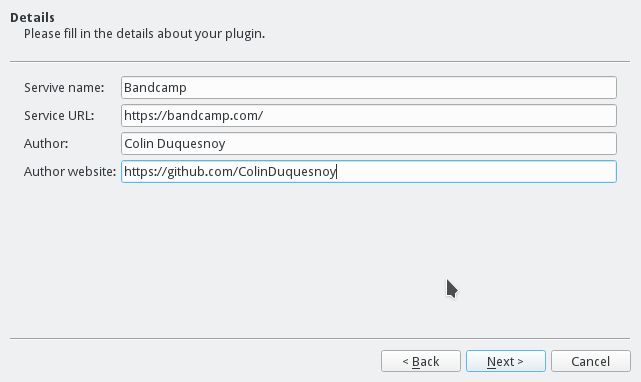 Details
Please fill in the details about your plugin.
Servive name: Bandcamp
Service URL: https://bandcamp.com/
Author: Colin Duquesnoy
Author website: https://github.com/ColinDuquesnoy
< Back Next > Cancel